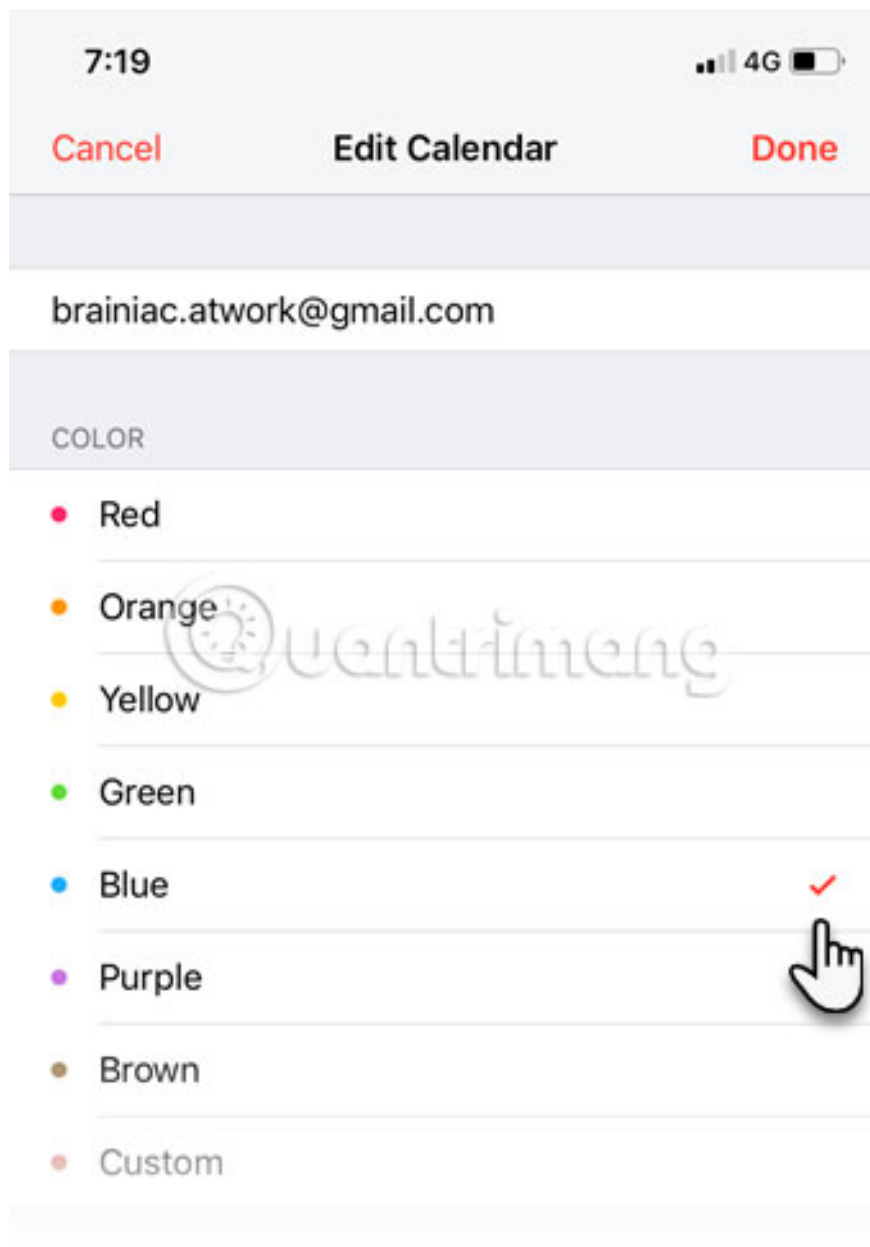 7:19 4G
Cancel Edit Calendar Done
brainiac.atwork@gmail.com
COLOR
Red
Orange
Quantrimang
Yellow
Green
Blue
Purple
Brown
Custom